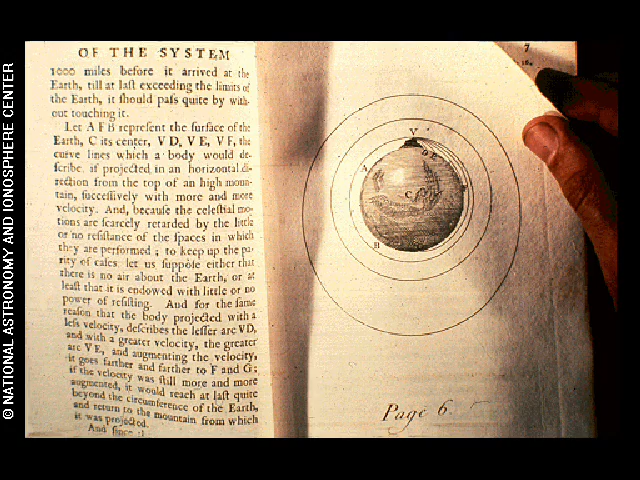 © NATIONAL ASTRONOMY AND IONOSPHERE CENTER
OF THE SYSTEM
1000 miles before it arrived at the
Earth, till at laſt exceeding the limits of
the Earth, it ſhould paſs quite by with-
out touching it.
Let A F B repreſent the ſurface of the
Earth, C its center, V D, V E, V F, the
curve lines which a body would de-
ſcribe, if projected in an horizontal di-
rection from the top of an high moun-
tain, ſucceſſively with more and more
velocity. And, becauſe the celeſtial mo-
tions are ſcarcely retarded by the little
or no reſiſtance of the ſpaces in which
they are performed; to keep up the pa-
rity of caſes, let us ſuppoſe either that
there is no air about the Earth, or at
leaſt that it is endowed with little or no
power of reſiſting. And for the ſame
reaſon that the body projected with a
leſs velocity, deſcribes the leſſer arc V D,
and with a greater velocity, the greater
arc V E, and augmenting the velocity,
it goes farther and farther to F and G;
if the velocity was ſtill more and more
augmented, it would reach at laſt quite
beyond the circumference of the Earth,
and return to the mountain from which
it was projected.
And ſince
V
A
C
B
7
Page 6.